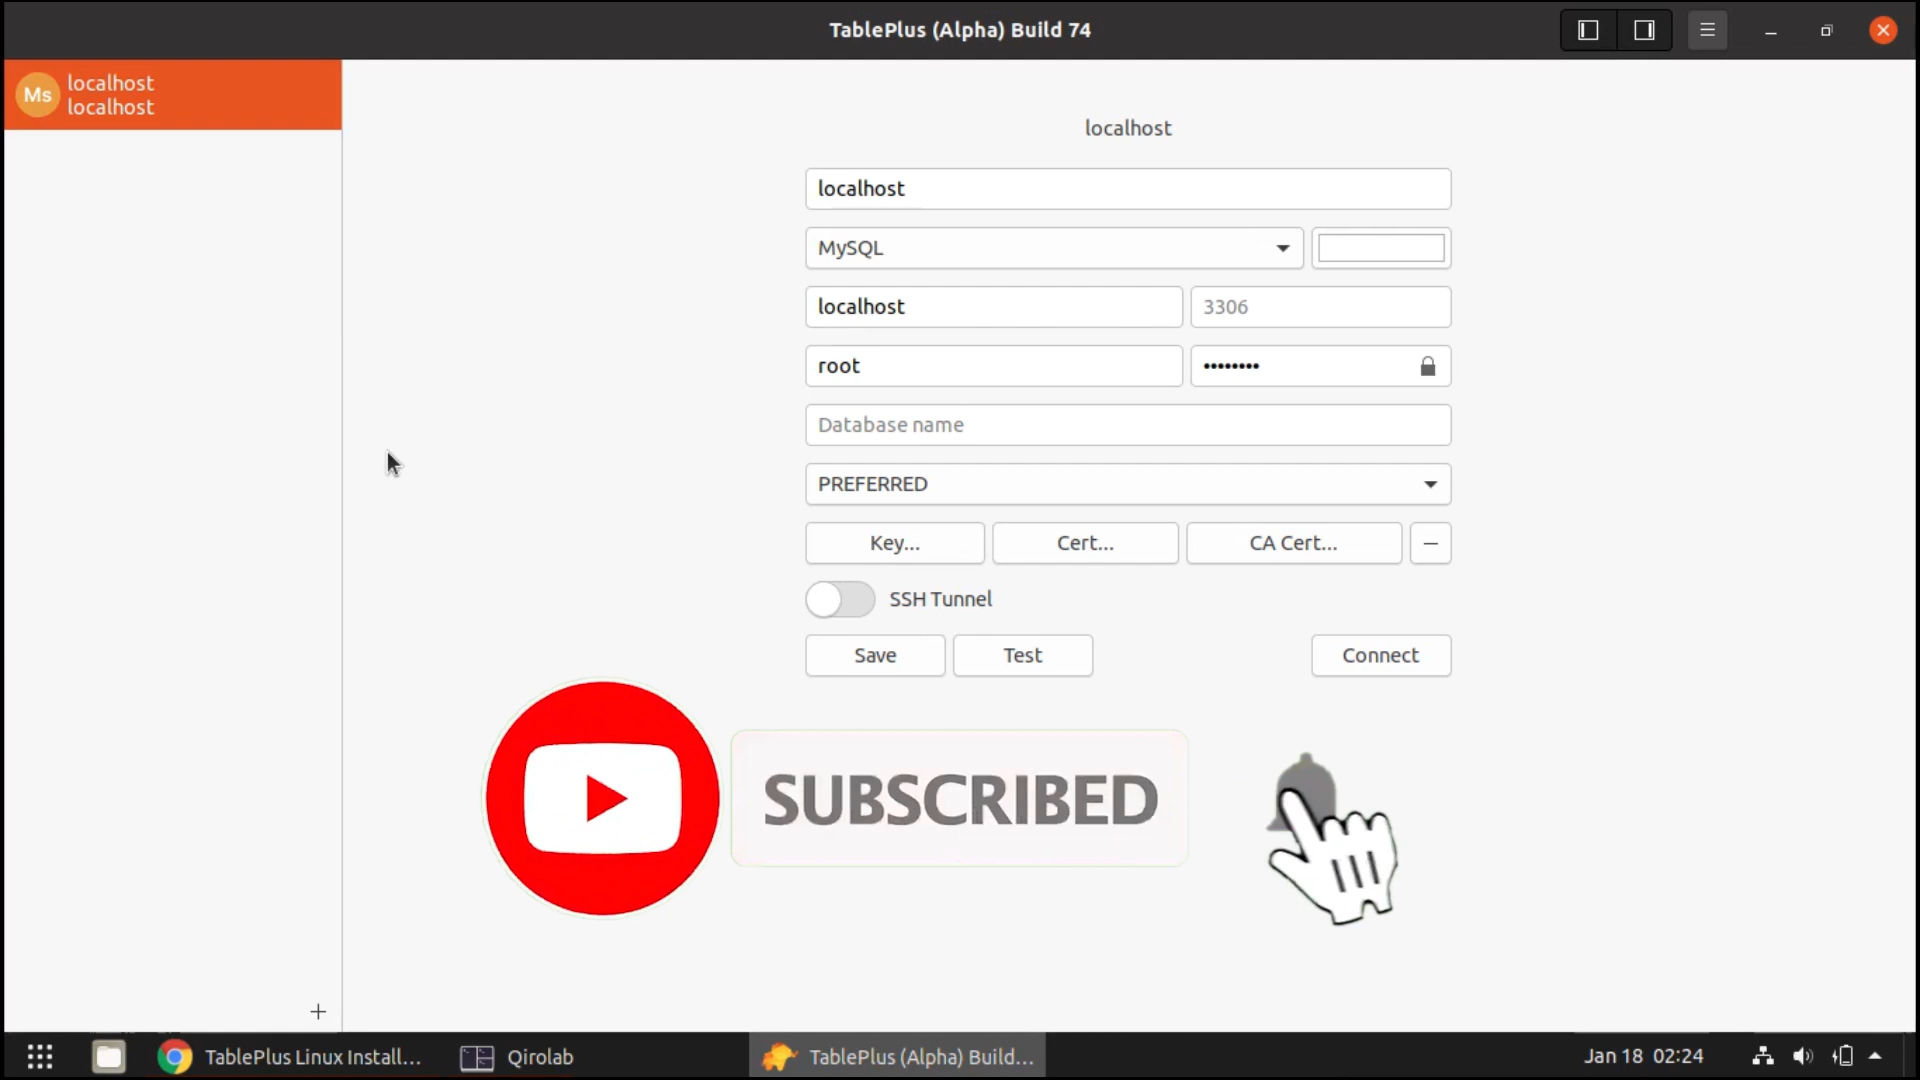 TablePlus (Alpha) Build 74
Ms
localhost
localhost
localhost
localhost
MySQL
localhost
3306
root
••••••••
Database name
PREFERRED
Key...
Cert...
CA Cert...
SSH Tunnel
Save
Test
Connect
SUBSCRIBED
TablePlus Linux Install...
Qirolab
TablePlus (Alpha) Build...
Jan 18 02:24